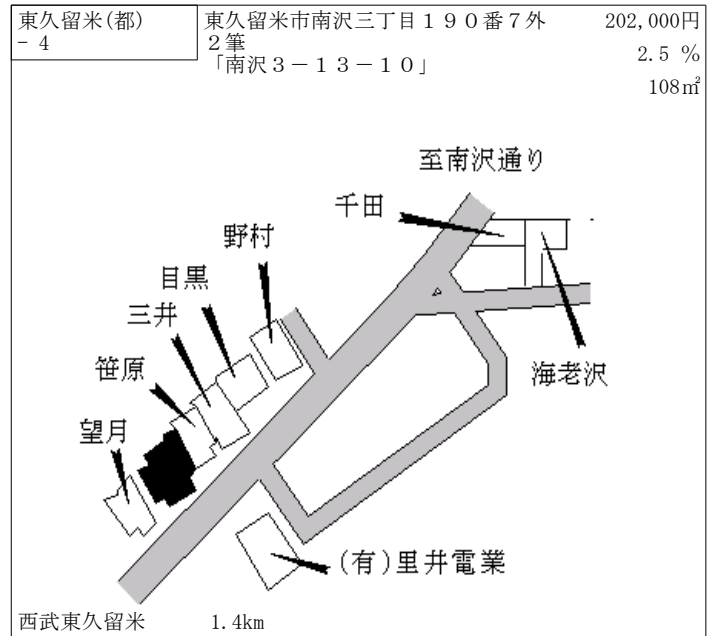 東久留米(都)
- 4
東久留米市南沢三丁目１９０番７外
２筆
「南沢３－１３－１０」
202,000円
2.5 %
108㎡
至南沢通り
千田
野村
目黒
三井
笹原
海老沢
望月
(有)里井電業
西武東久留米 1.4km